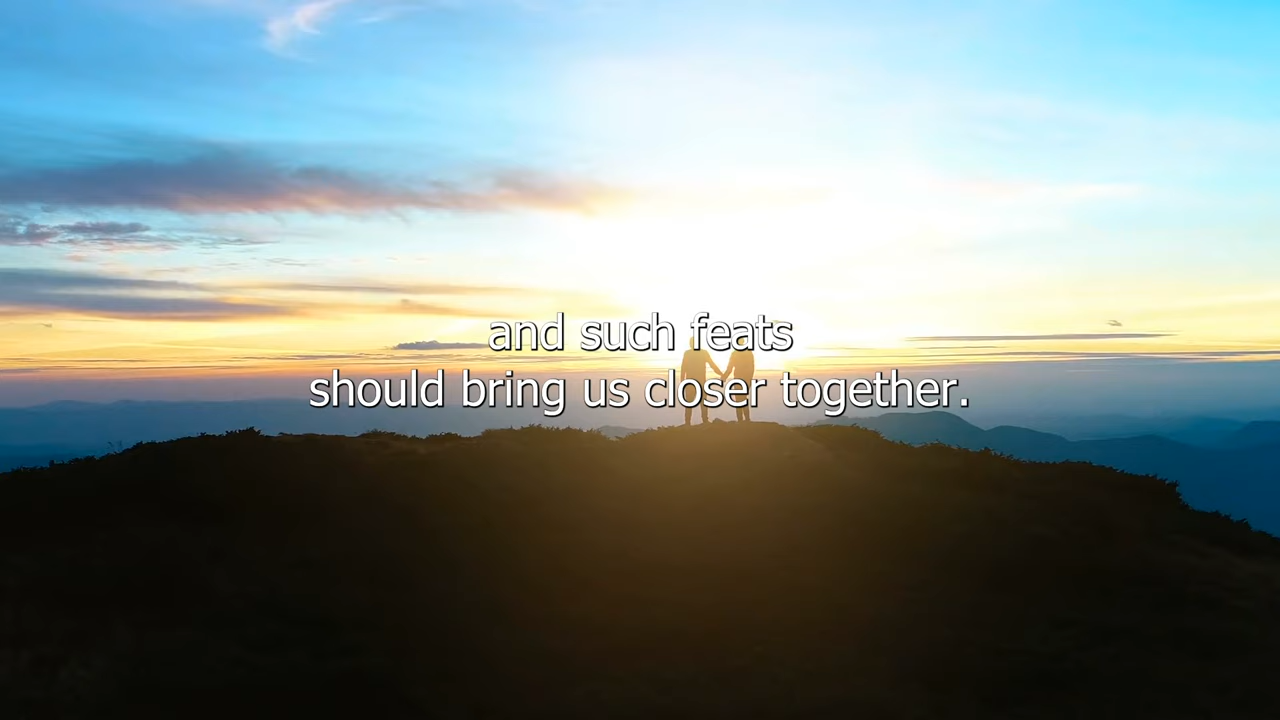 and such feats
should bring us closer together.